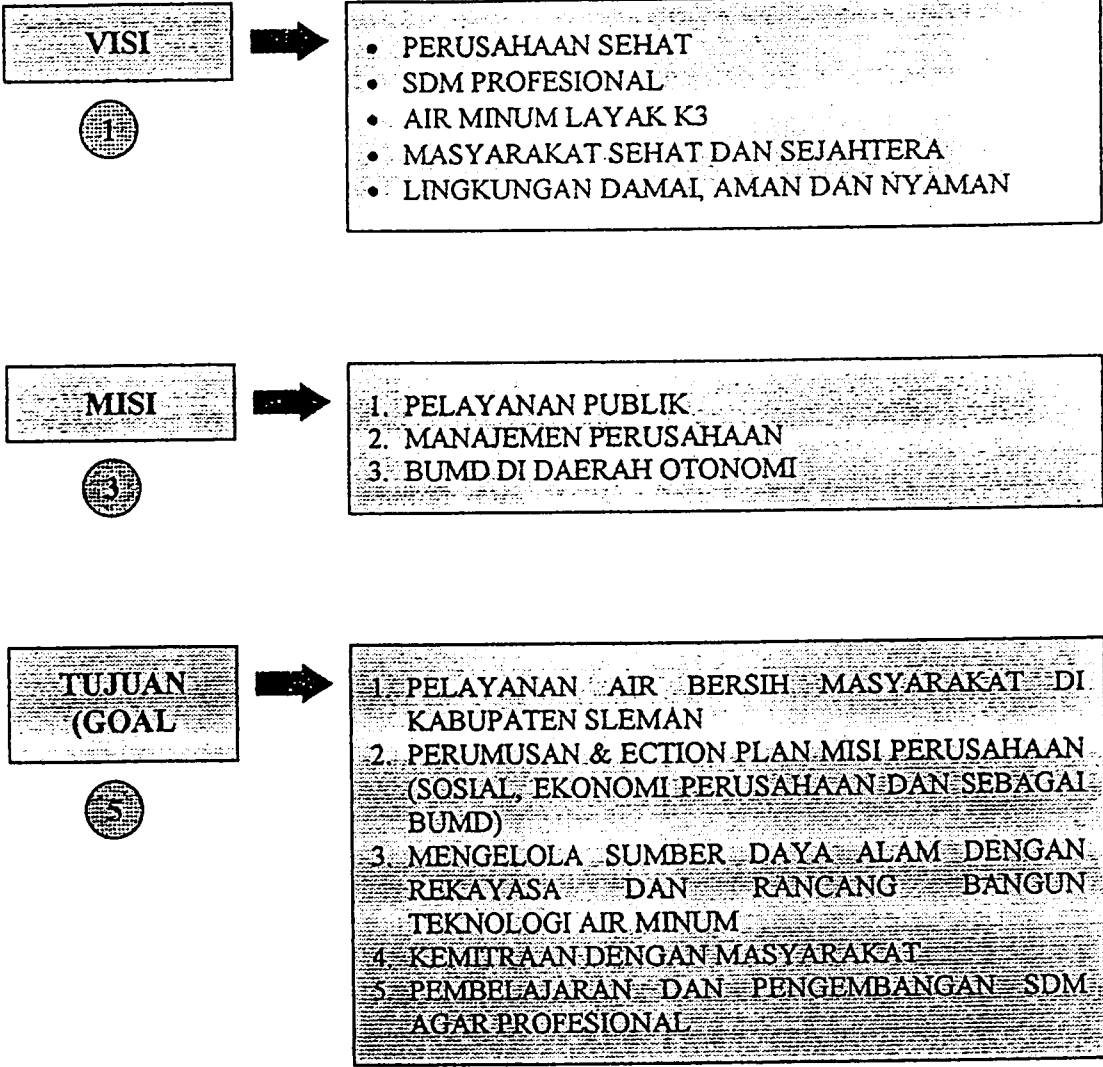 VISI
1
• PERUSAHAAN SEHAT
• SDM PROFESIONAL
• AIR MINUM LAYAK K3
• MASYARAKAT SEHAT DAN SEJAHTERA
• LINGKUNGAN DAMAI, AMAN DAN NYAMAN
MISI
3
1. PELAYANAN PUBLIK
2. MANAJEMEN PERUSAHAAN
3. BUMD DI DAERAH OTONOMI
TUJUAN
(GOAL
5
1. PELAYANAN AIR BERSIH MASYARAKAT DI
KABUPATEN SLEMAN
2. PERUMUSAN & ECTION PLAN MISI PERUSAHAAN
(SOSIAL, EKONOMI PERUSAHAAN DAN SEBAGAI
BUMD)
3. MENGELOLA SUMBER DAYA ALAM DENGAN
REKAYASA DAN RANCANG BANGUN
TEKNOLOGI AIR MINUM
4. KEMITRAAN DENGAN MASYARAKAT
5. PEMBELAJARAN DAN PENGEMBANGAN SDM
AGAR PROFESIONAL